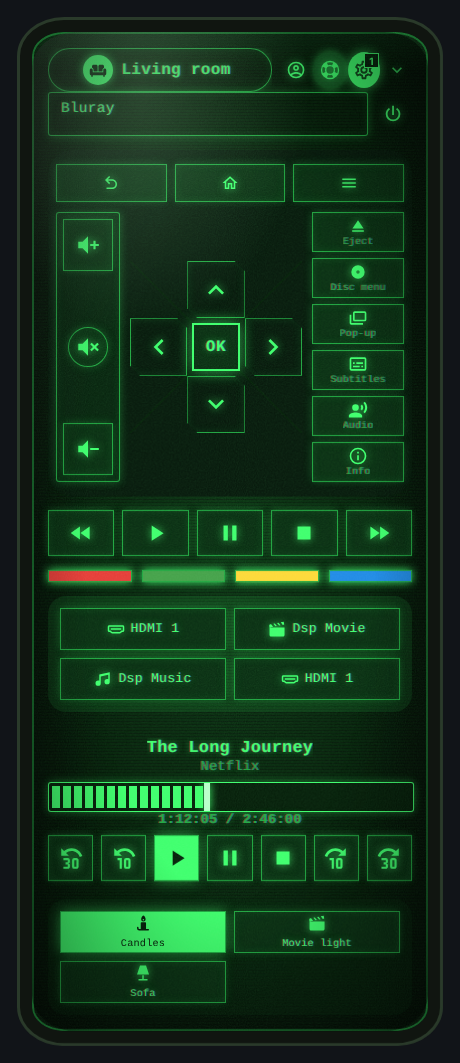 Living room
1
Bluray
Eject
Disc menu
Pop-up
OK
Subtitles
Audio
Info
HDMI 1
Dsp Movie
Dsp Music
HDMI 1
The Long Journey
Netflix
1:12:05 / 2:46:00
30
10
10
30
Candles
Movie light
Sofa